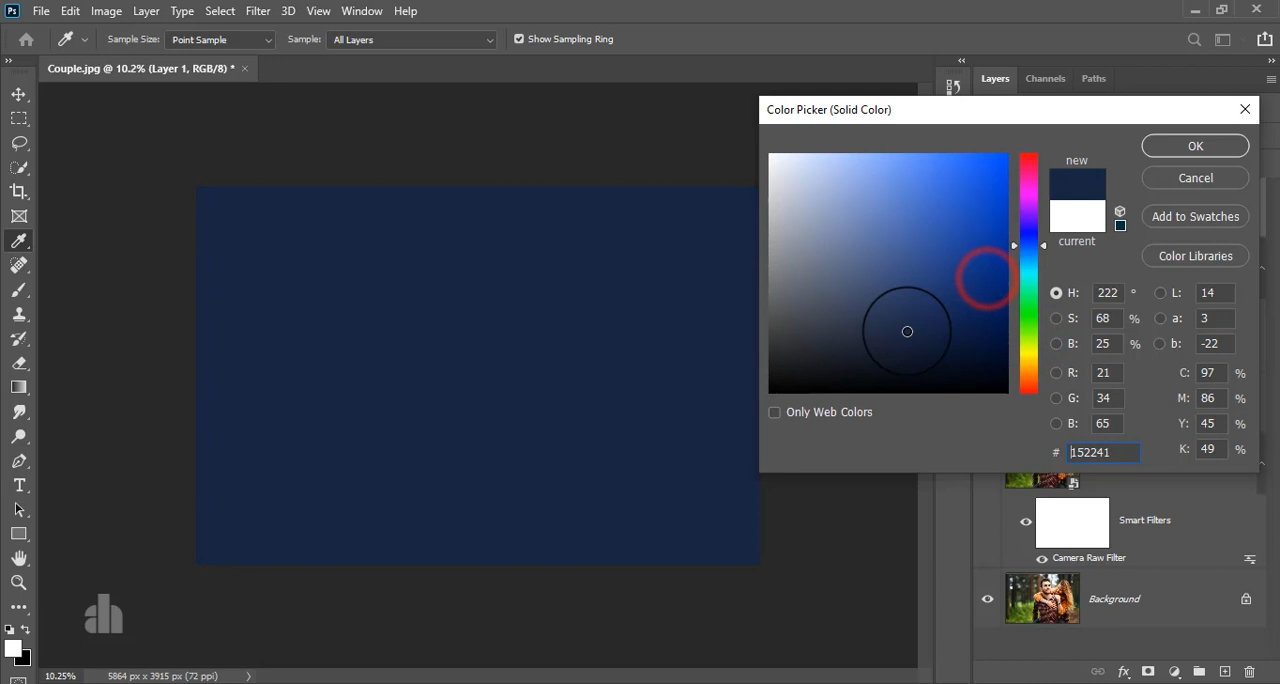 Ps File Edit Image Layer Type Select Filter 3D View Window Help
Sample Size: Point Sample Sample: All Layers Show Sampling Ring
Couple.jpg @ 10.2% (Layer 1, RGB/8) * ×
Layers Channels Paths
Color Picker (Solid Color)
new
current
OK
Cancel
Add to Swatches
Color Libraries
H: 222 ° L: 14
S: 68 % a: 3
B: 25 % b: -22
R: 21 C: 97 %
G: 34 M: 86 %
B: 65 Y: 45 %
# 152241 K: 49 %
Only Web Colors
Smart Filters
Camera Raw Filter
Background
T
ah
fx
10.25% 5864 px x 3915 px (72 ppi)